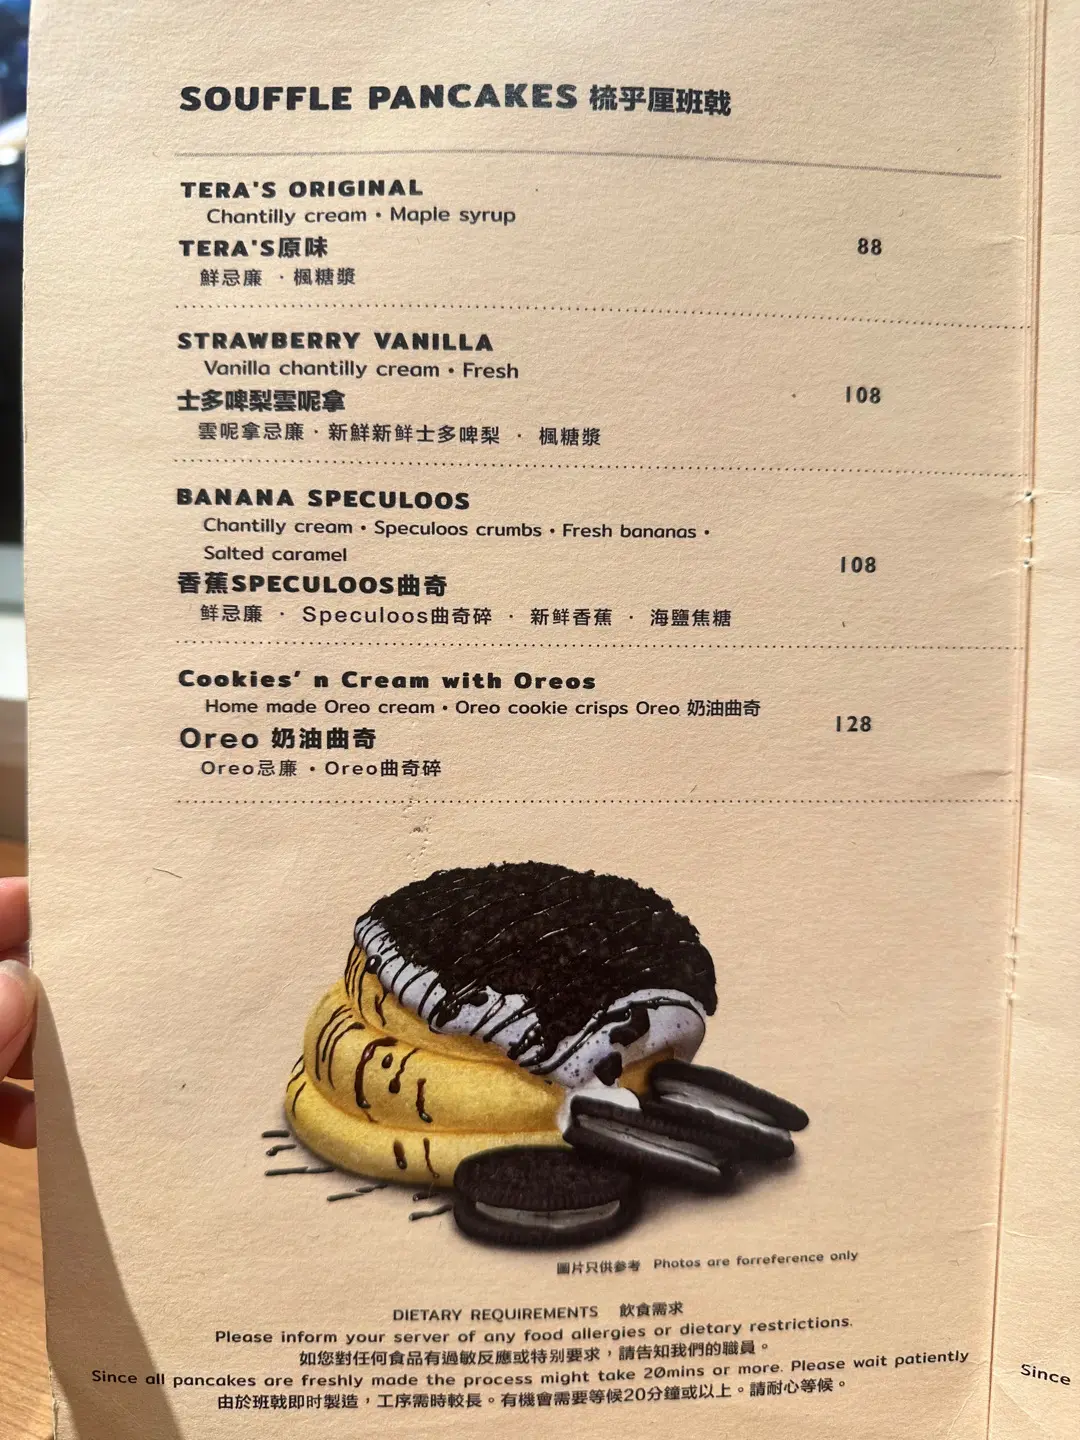 SOUFFLE PANCAKES 梳乎厘班戟
TERA'S ORIGINAL
Chantilly cream • Maple syrup
TERA'S原味
88
鮮忌廉 · 楓糖漿
STRAWBERRY VANILLA
Vanilla chantilly cream • Fresh
士多啤梨雲呢拿
108
雲呢拿忌廉 · 新鮮新鮮士多啤梨 · 楓糖漿
BANANA SPECULOOS
Chantilly cream • Speculoos crumbs • Fresh bananas •
Salted caramel
108
香蕉SPECULOOS曲奇
鮮忌廉 · Speculoos曲奇碎 · 新鮮香蕉 · 海鹽焦糖
Cookies' n Cream with Oreos
Home made Oreo cream • Oreo cookie crisps Oreo 奶油曲奇
128
Oreo 奶油曲奇
Oreo忌廉 • Oreo曲奇碎
圖片只供參考 Photos are forreference only
DIETARY REQUIREMENTS 飲食需求
Please inform your server of any food allergies or dietary restrictions.
如您對任何食品有過敏反應或特别要求，請告知我們的職員。
Since all pancakes are freshly made the process might take 20mins or more. Please wait patiently
由於班戟即时製造，工序需時較長。有機會需要等候20分鐘或以上。請耐心等候。
Since